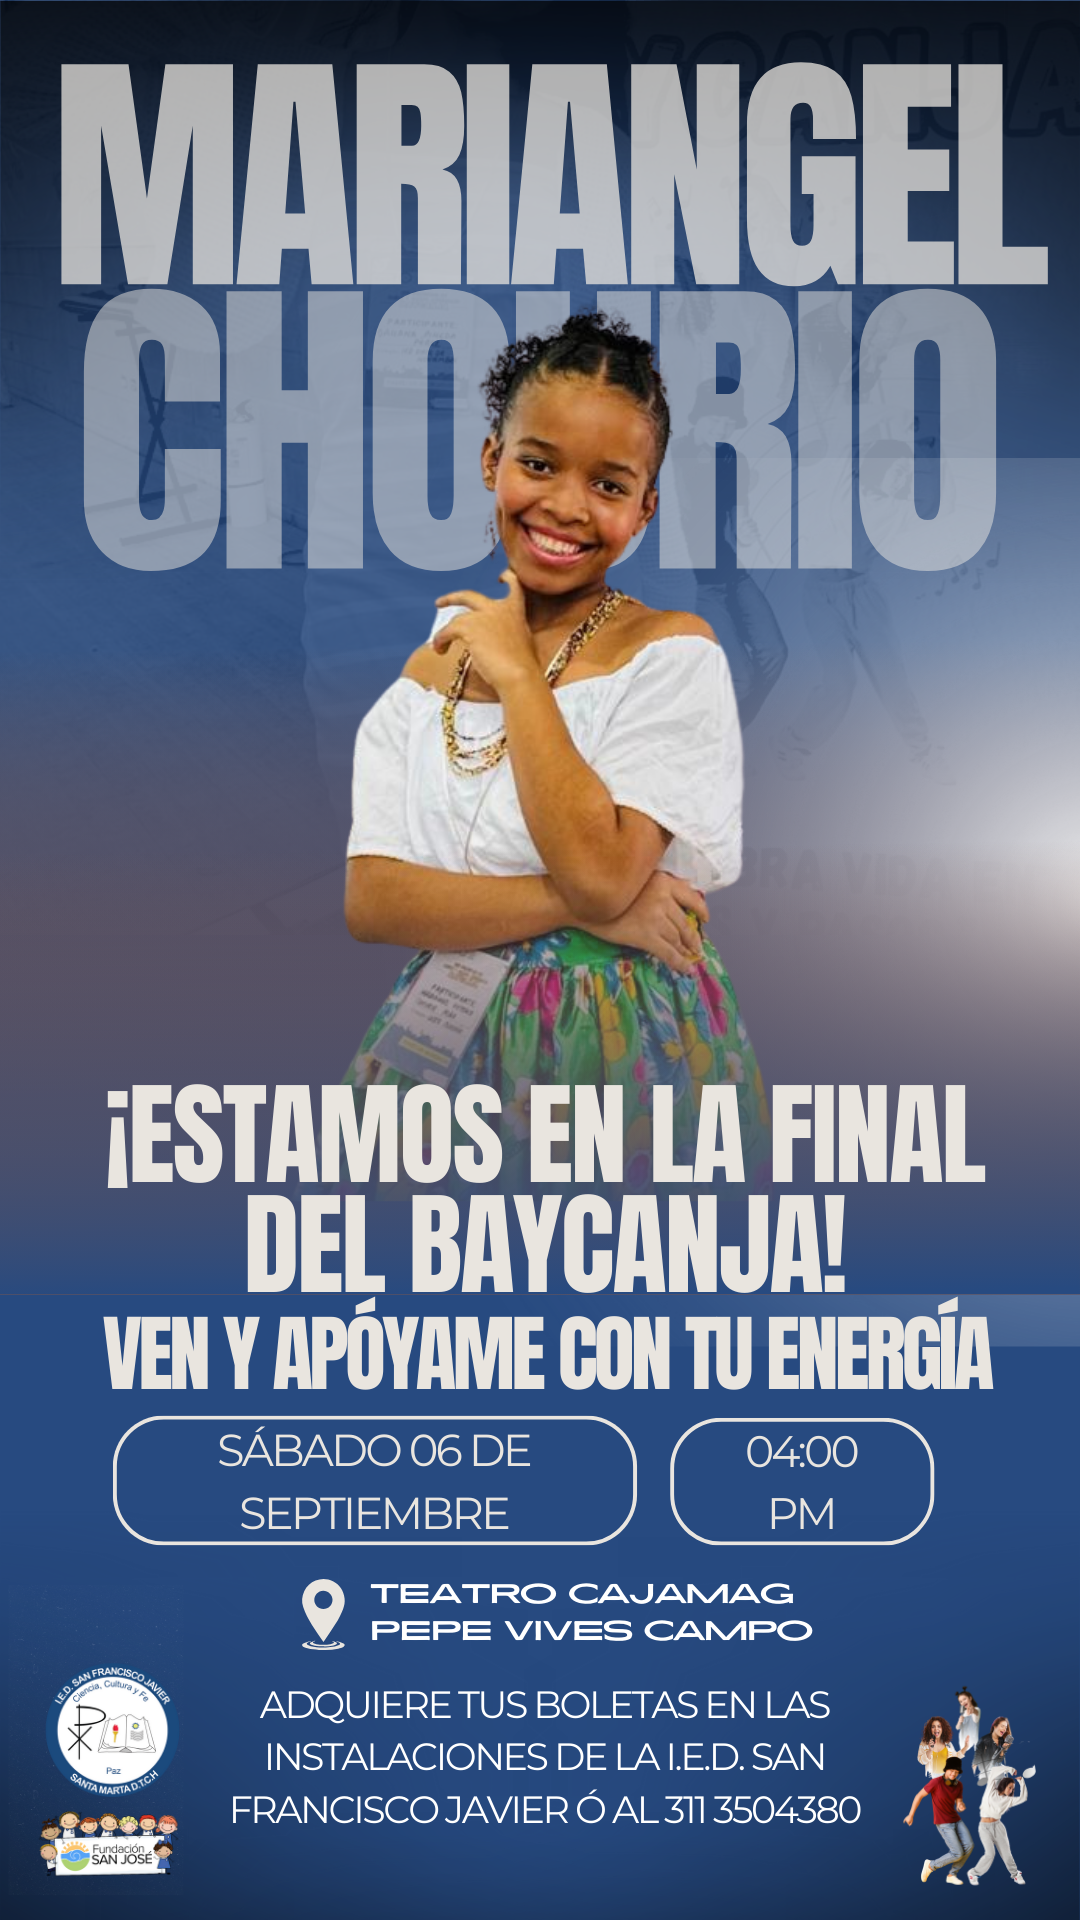 MARIANGEL
CHOURIO
¡ESTAMOS EN LA FINAL
DEL BAYCANJA!
VEN Y APÓYAME CON TU ENERGÍA
SÁBADO 06 DE
SEPTIEMBRE
04:00
PM
TEATRO CAJAMAG
PEPE VIVES CAMPO
ADQUIERE TUS BOLETAS EN LAS
INSTALACIONES DE LA I.E.D. SAN
FRANCISCO JAVIER Ó AL 311 3504380
I.E.D. SAN FRANCISCO JAVIER
Ciencia, Cultura y Fe
Paz
SANTA MARTA D.T.C.H
Fundación
SAN JOSÉ